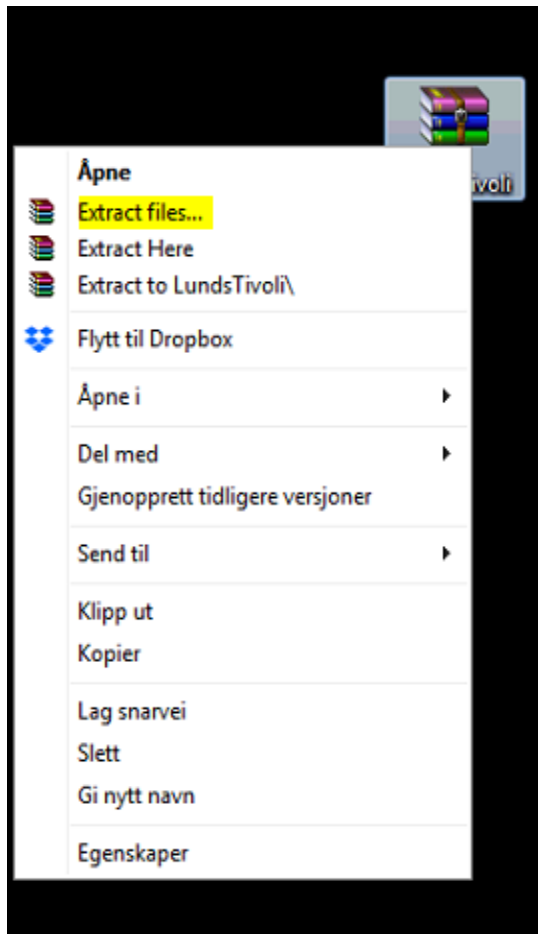 ivoli
Åpne
Extract files...
Extract Here
Extract to LundsTivoli\
Flytt til Dropbox
Åpne i
Del med
Gjenopprett tidligere versjoner
Send til
Klipp ut
Kopier
Lag snarvei
Slett
Gi nytt navn
Egenskaper